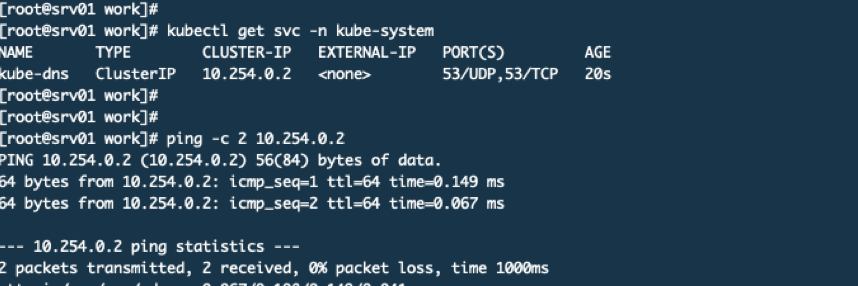 [root@srv01 work]#
[root@srv01 work]# kubectl get svc -n kube-system
NAME       TYPE        CLUSTER-IP   EXTERNAL-IP   PORT(S)         AGE
kube-dns   ClusterIP   10.254.0.2   <none>        53/UDP,53/TCP   20s
[root@srv01 work]#
[root@srv01 work]#
[root@srv01 work]# ping -c 2 10.254.0.2
PING 10.254.0.2 (10.254.0.2) 56(84) bytes of data.
64 bytes from 10.254.0.2: icmp_seq=1 ttl=64 time=0.149 ms
64 bytes from 10.254.0.2: icmp_seq=2 ttl=64 time=0.067 ms
--- 10.254.0.2 ping statistics ---
2 packets transmitted, 2 received, 0% packet loss, time 1000ms